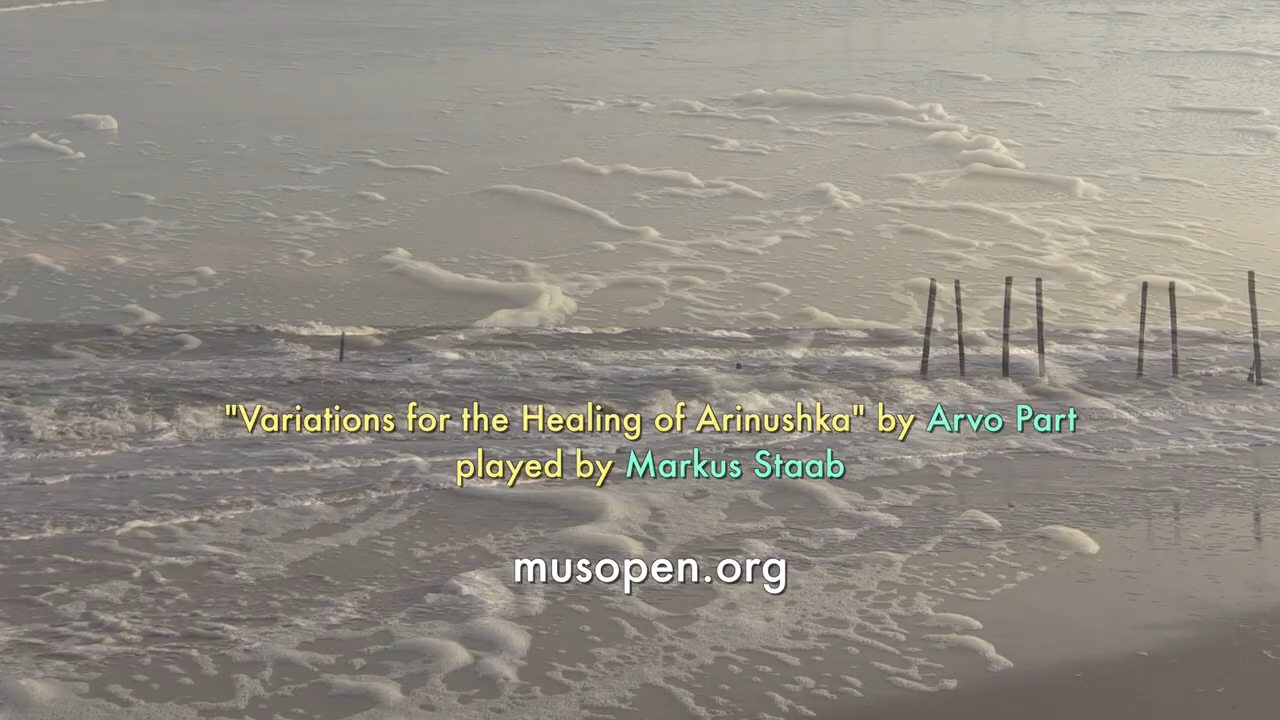 "Variations for the Healing of Arinushka" by Arvo Part
played by Markus Staab
musopen.org